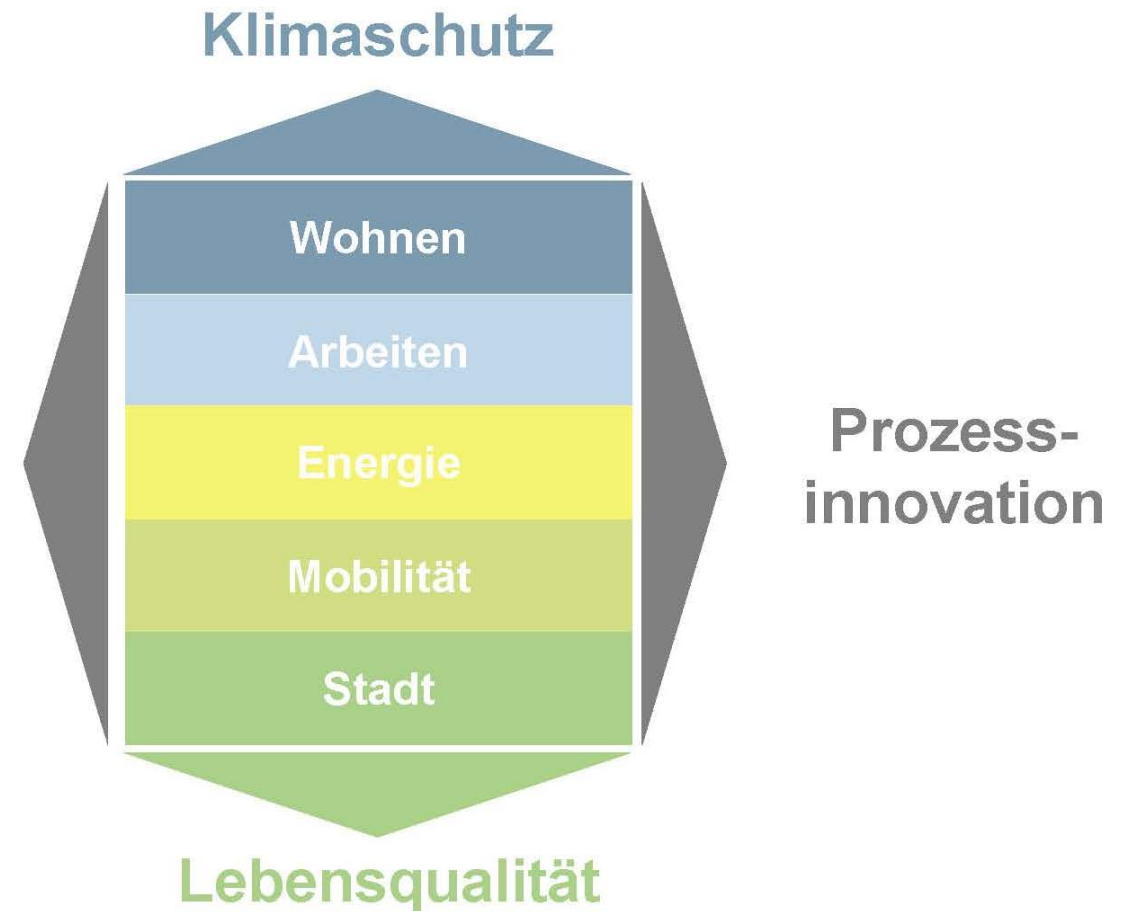 Klimaschutz
Wohnen
Arbeiten
Energie
Mobilität
Stadt
Prozess-
innovation
Lebensqualität